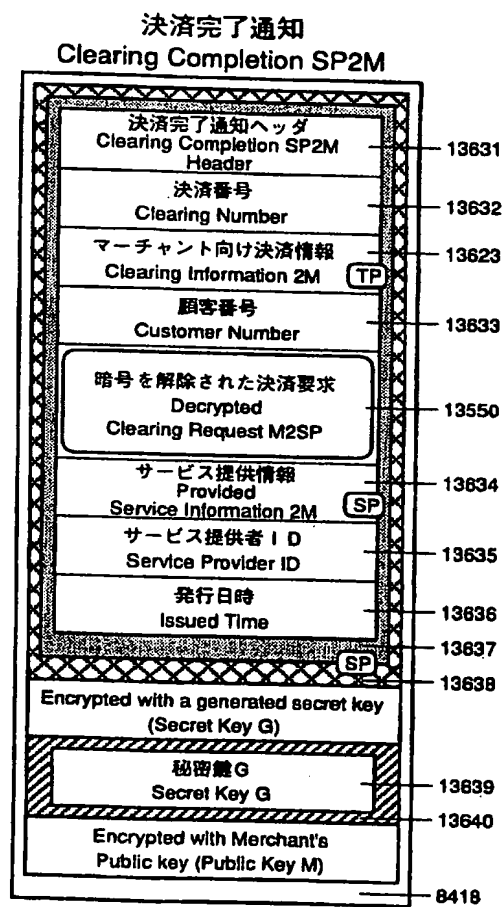 決済完了通知
Clearing Completion SP2M
決済完了通知ヘッダ
Clearing Completion SP2M
Header
13631
決済番号
Clearing Number
13632
マーチャント向け決済情報
Clearing Information 2M
TP
13623
顧客番号
Customer Number
13633
暗号を解除された決済要求
Decrypted
Clearing Request M2SP
13550
サービス提供情報
Provided
Service Information 2M
SP
13634
サービス提供者ID
Service Provider ID
13635
発行日時
Issued Time
13636
13637
SP
13638
Encrypted with a generated secret key
(Secret Key G)
秘密鍵G
Secret Key G
13639
13640
Encrypted with Merchant's
Public key (Public Key M)
8418